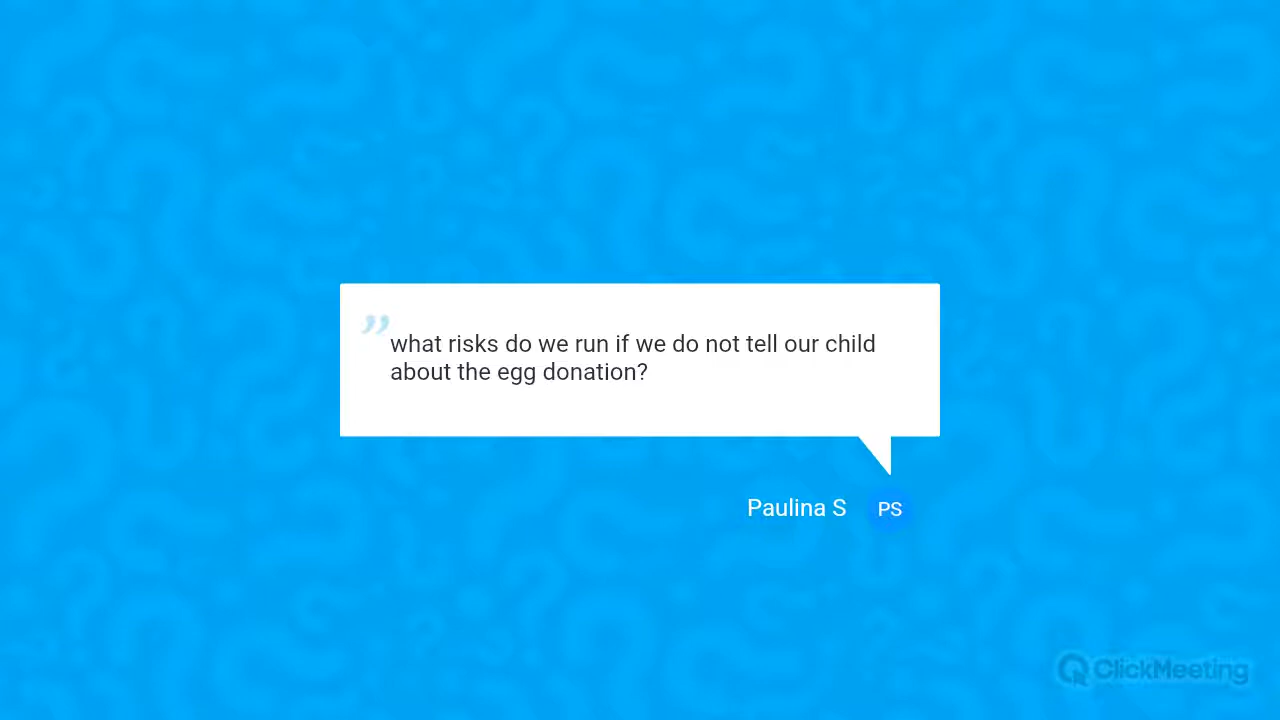 ”
what risks do we run if we do not tell our child
about the egg donation?
Paulina S PS
ClickMeeting